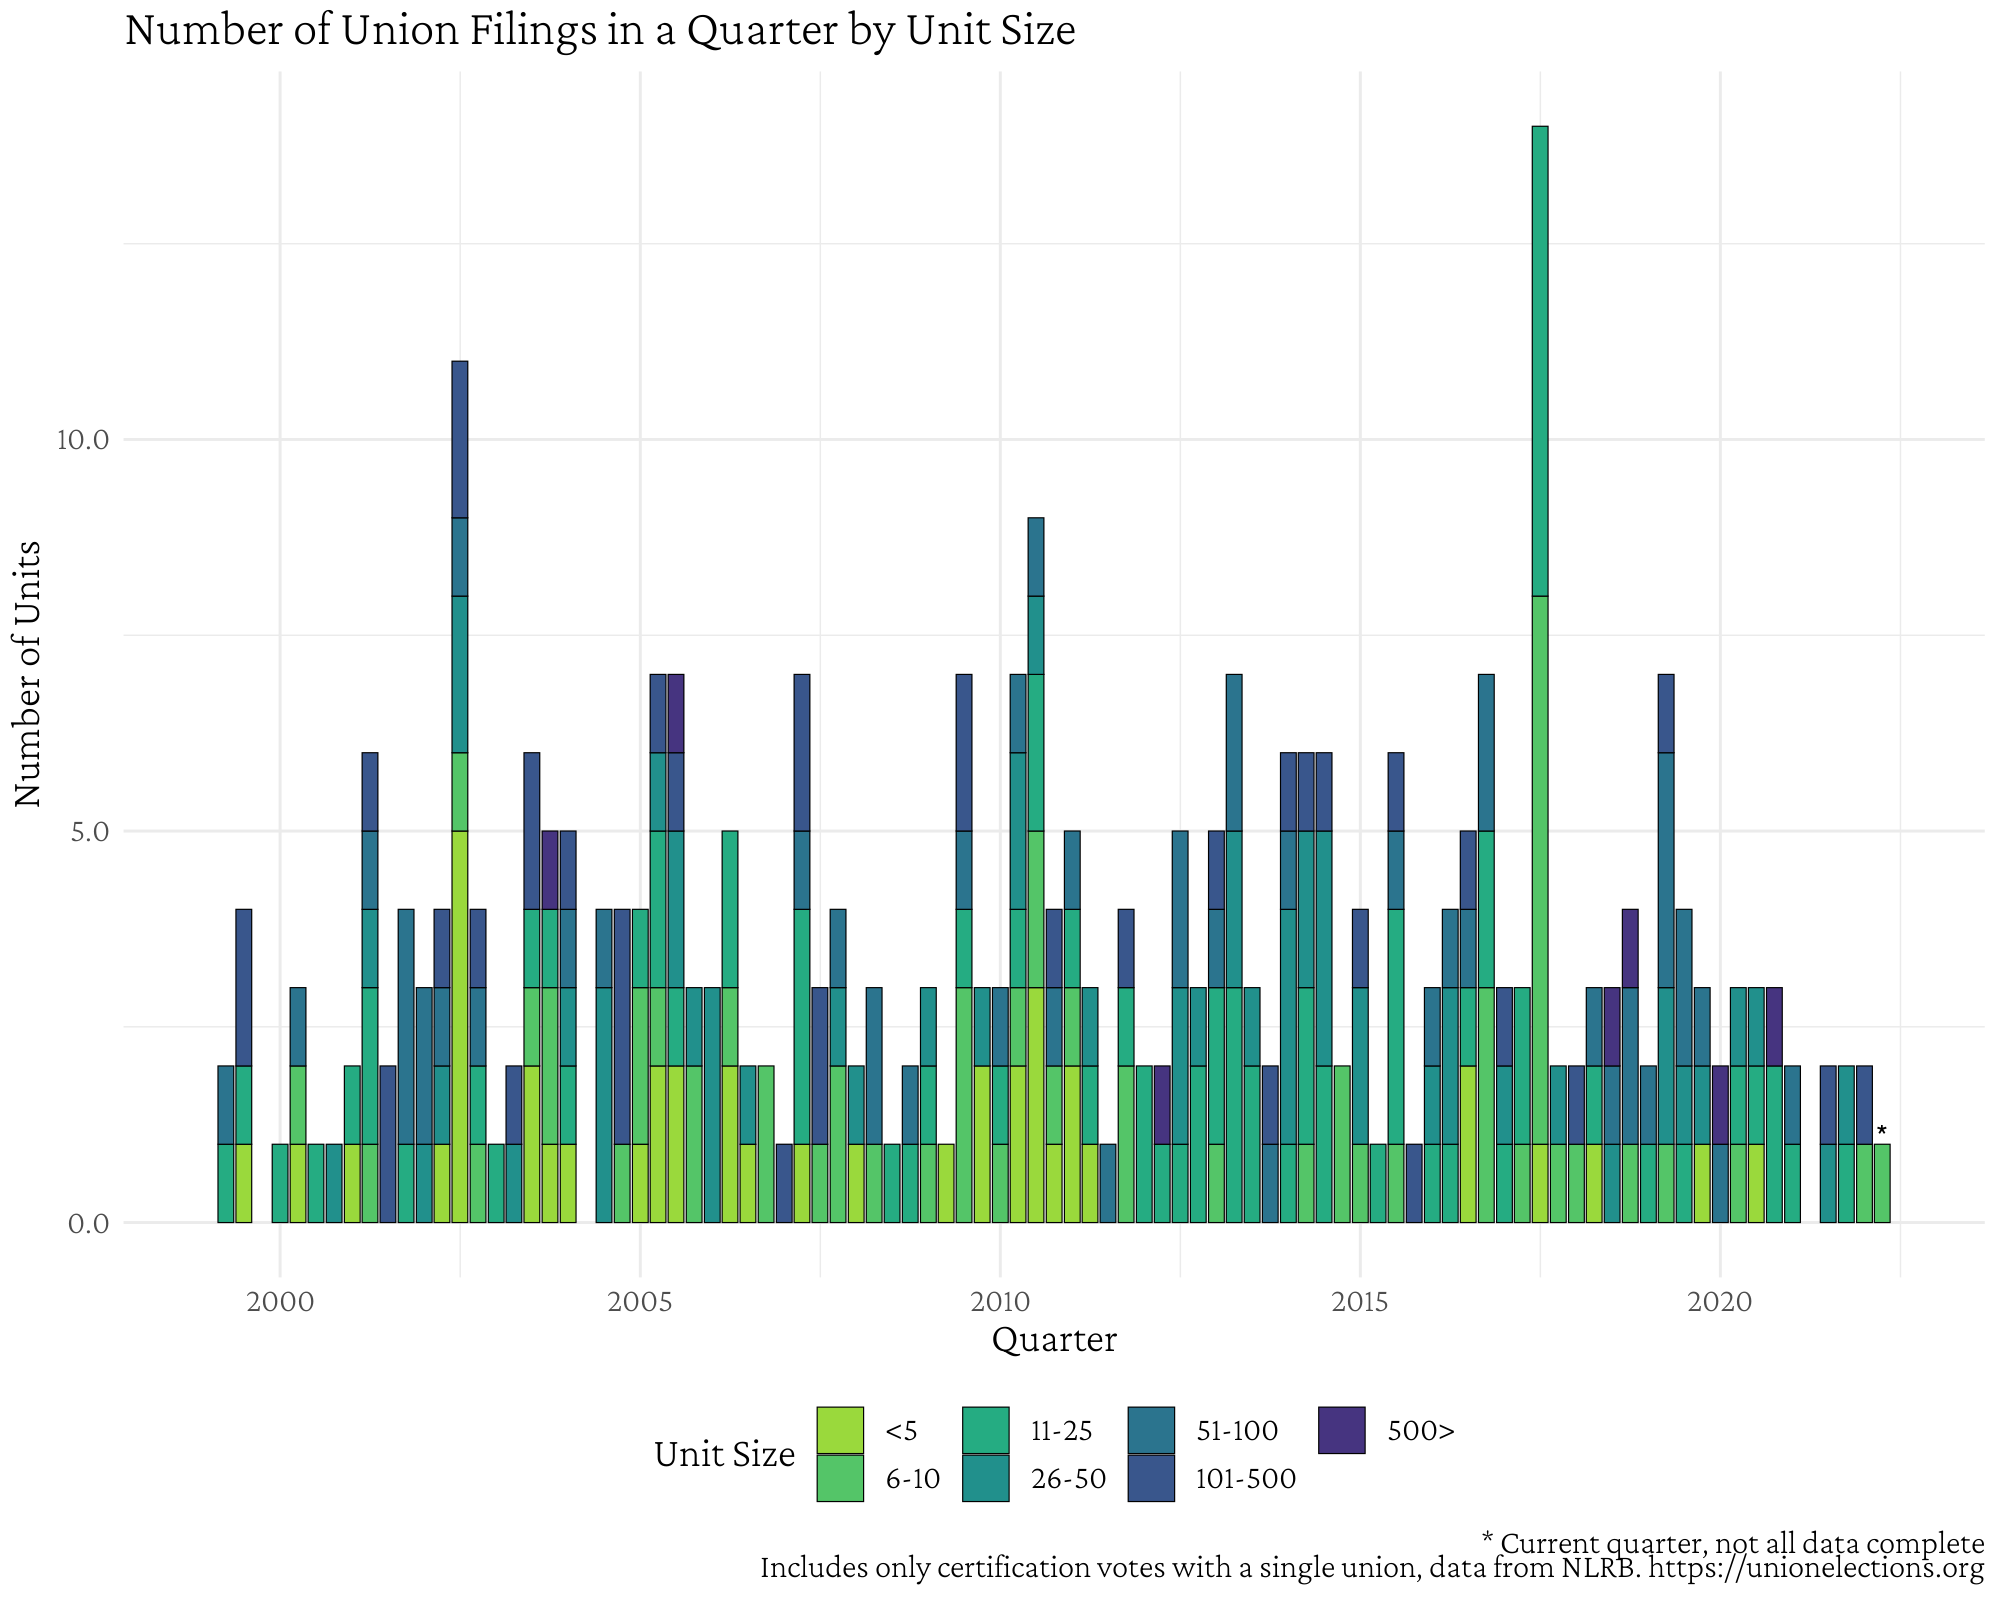 Number of Union Filings in a Quarter by Unit Size
Number of Units
10.0
5.0
0.0
*
2000 2005 2010 2015 2020
Quarter
Unit Size
<5 11-25 51-100 500>
6-10 26-50 101-500
* Current quarter, not all data complete
Includes only certification votes with a single union, data from NLRB. https://unionelections.org